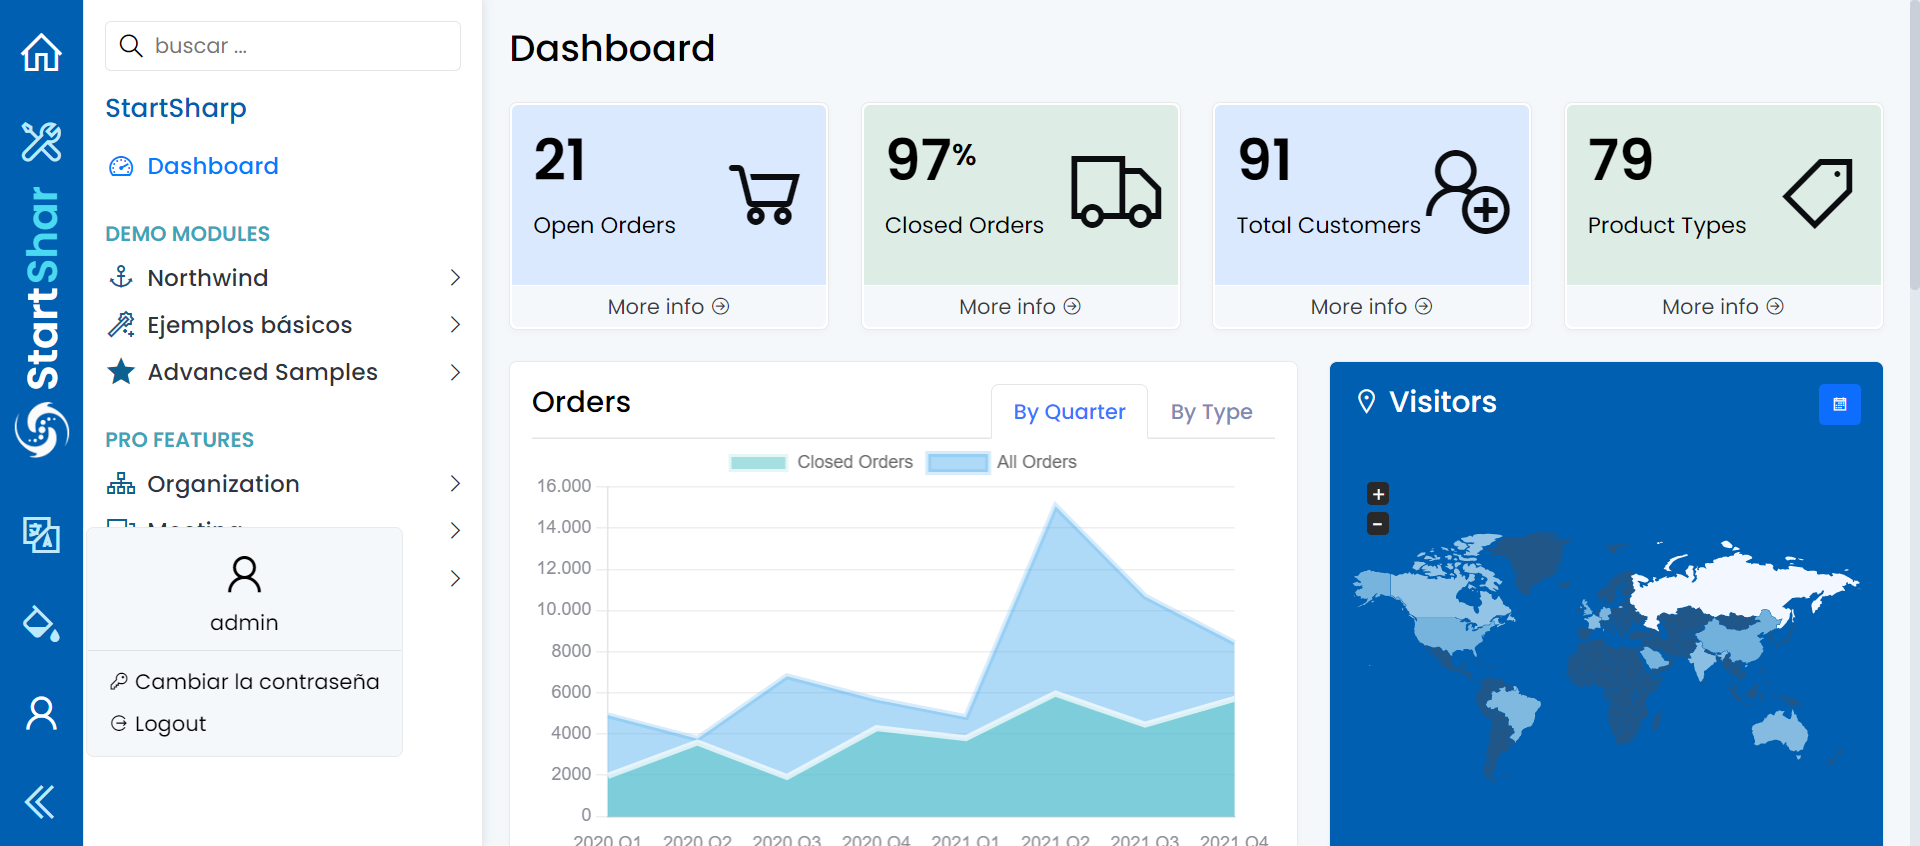 StartShar
buscar ...
StartSharp
Dashboard
DEMO MODULES
Northwind
Ejemplos básicos
Advanced Samples
PRO FEATURES
Organization
Meeting
admin
Cambiar la contraseña
Logout
Dashboard
21
Open Orders
More info
97%
Closed Orders
More info
91
Total Customers
More info
79
Product Types
More info
Orders
By Quarter
By Type
Closed Orders
All Orders
16.000
14.000
12.000
10.000
8000
6000
4000
2000
0
2020 Q1 2020 Q2 2020 Q3 2020 Q4 2021 Q1 2021 Q2 2021 Q3 2021 Q4
Visitors
+
−